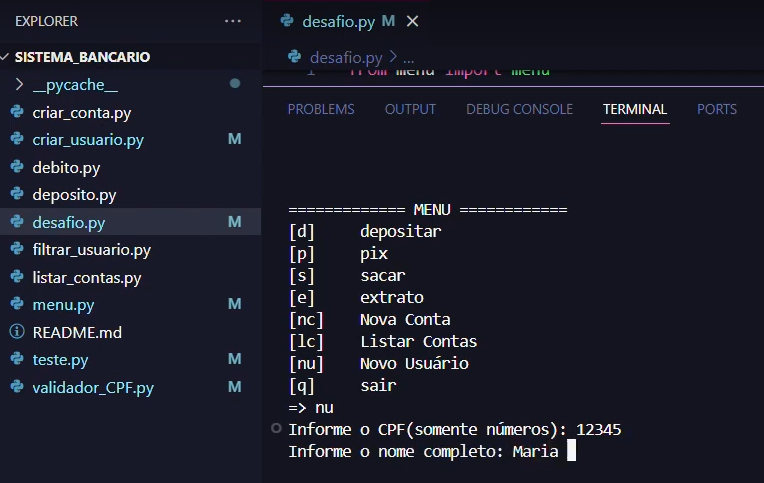 EXPLORER
...
SISTEMA_BANCARIO
__pycache__
criar_conta.py
criar_usuario.py M
debito.py
deposito.py
desafio.py M
filtrar_usuario.py
listar_contas.py
menu.py M
README.md
teste.py M
validador_CPF.py M
desafio.py M
desafio.py > ...
1 from menu import menu
PROBLEMS OUTPUT DEBUG CONSOLE TERMINAL PORTS
============= MENU ============
[d] depositar
[p] pix
[s] sacar
[e] extrato
[nc] Nova Conta
[lc] Listar Contas
[nu] Novo Usuário
[q] sair
=> nu
Informe o CPF(somente números): 12345
Informe o nome completo: Maria